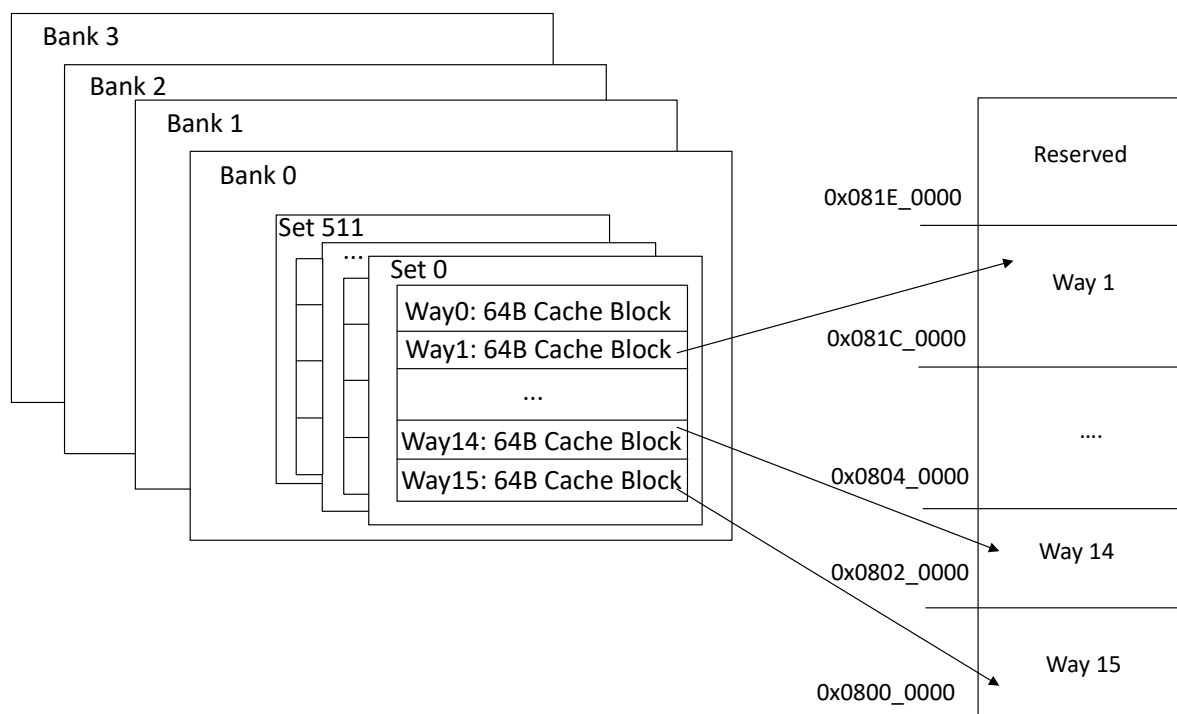 Bank 3
Bank 2
Bank 1
Bank 0
Set 511
...
Set 0
Way0: 64B Cache Block
Way1: 64B Cache Block
...
Way14: 64B Cache Block
Way15: 64B Cache Block
Reserved
0x081E_0000
Way 1
0x081C_0000
....
0x0804_0000
Way 14
0x0802_0000
Way 15
0x0800_0000